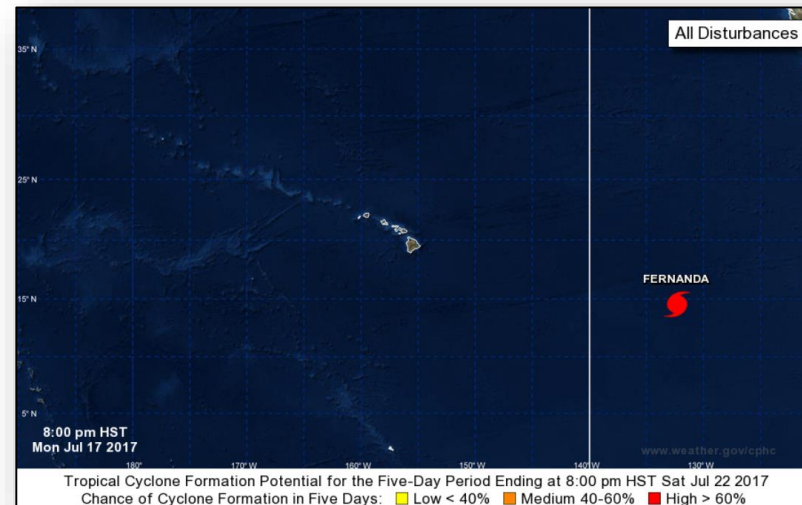 All Disturbances
35° N
25° N
FERNANDA
15° N
5° N
8:00 pm HST
Mon Jul 17 2017
www.weather.gov/cphc
180° 170° W 160° W 150° W 140° W 130° W
Tropical Cyclone Formation Potential for the Five-Day Period Ending at 8:00 pm HST Sat Jul 22 2017
Chance of Cyclone Formation in Five Days: Low < 40% Medium 40-60% High > 60%